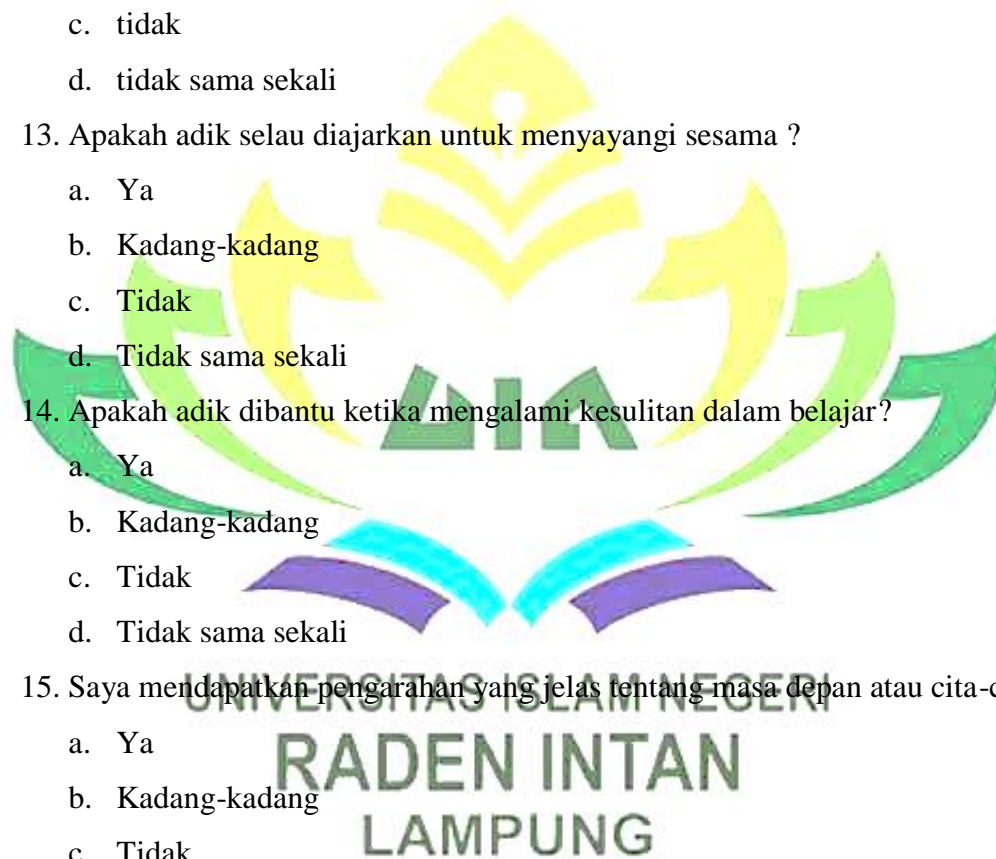 c. tidak
d. tidak sama sekali
13. Apakah adik selau diajarkan untuk menyayangi sesama ?
a. Ya
b. Kadang-kadang
c. Tidak
d. Tidak sama sekali
14. Apakah adik dibantu ketika mengalami kesulitan dalam belajar?
a. Ya
b. Kadang-kadang
c. Tidak
d. Tidak sama sekali
15. Saya mendapatkan pengarahan yang jelas tentang masa depan atau
UNIVERSITAS ISLAM NEGERI
a. Ya
RADEN INTAN
b. Kadang-kadang
LAMPUNG
c. Tidak